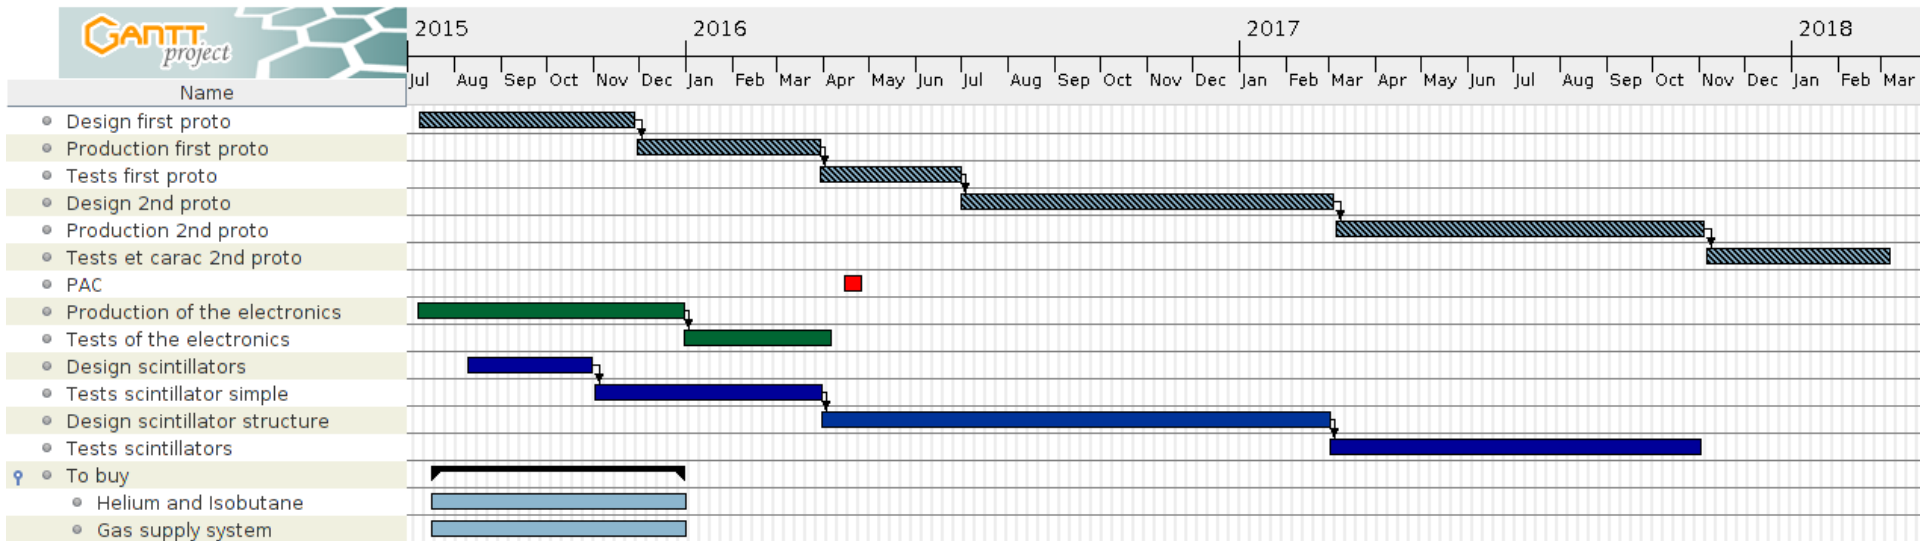 GANTT
project
2015 2016 2017 2018
Jul Aug Sep Oct Nov Dec Jan Feb Mar Apr May Jun Jul Aug Sep Oct Nov Dec Jan Feb Mar Apr May Jun Jul Aug Sep Oct Nov Dec Jan Feb Mar
Name
Design first proto
Production first proto
Tests first proto
Design 2nd proto
Production 2nd proto
Tests et carac 2nd proto
PAC
Production of the electronics
Tests of the electronics
Design scintillators
Tests scintillator simple
Design scintillator structure
Tests scintillators
To buy
Helium and Isobutane
Gas supply system